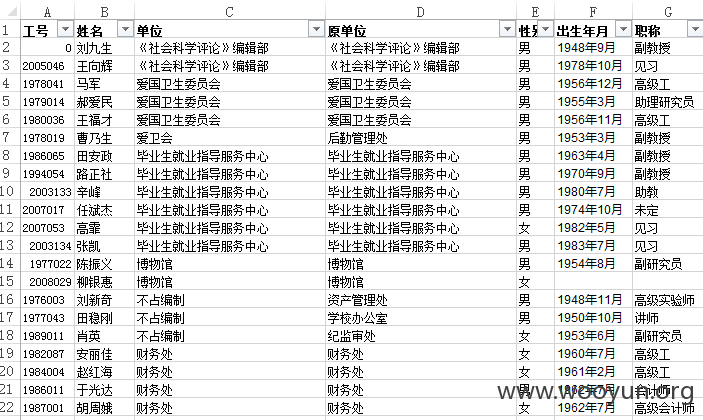 A B C D E F G
1 工号 姓名 单位 原单位 性别 出生年月 职称
2 0 刘九生 《社会科学评论》编辑部 《社会科学评论》编辑部 男 1948年9月 副教授
3 2005046 王向辉 《社会科学评论》编辑部 《社会科学评论》编辑部 男 1978年10月 见习
4 1978041 马军 爱国卫生委员会 爱国卫生委员会 男 1956年12月 高级工
5 1979014 郝爱民 爱国卫生委员会 爱国卫生委员会 男 1955年3月 助理研究员
6 1980036 王福才 爱国卫生委员会 爱国卫生委员会 男 1956年11月 高级工
7 1978019 曹乃生 爱卫会 后勤管理处 男 1953年3月 副教授
8 1986065 田安政 毕业生就业指导服务中心 毕业生就业指导服务中心 男 1963年4月 副教授
9 1994054 路正社 毕业生就业指导服务中心 毕业生就业指导服务中心 男 1970年9月 副教授
10 2003133 辛峰 毕业生就业指导服务中心 毕业生就业指导服务中心 男 1980年7月 助教
11 2007017 任斌杰 毕业生就业指导服务中心 毕业生就业指导服务中心 男 1974年10月 未定
12 2007053 高霏 毕业生就业指导服务中心 毕业生就业指导服务中心 女 1982年5月 见习
13 2003134 张凯 毕业生就业指导服务中心 毕业生就业指导服务中心 男 1983年7月 见习
14 1977022 陈振义 博物馆 博物馆 男 1954年8月 副研究员
15 2008029 柳银惠 博物馆 博物馆 女
16 1976003 刘新奇 不占编制 资产管理处 男 1948年11月 高级实验师
17 1977043 田稳刚 不占编制 学校办公室 男 1950年10月 讲师
18 1989011 肖英 不占编制 纪监审处 女 1953年6月 副研究员
19 1982087 安丽佳 财务处 财务处 女 1960年7月 高级工
20 1984004 赵红海 财务处 财务处 女 1961年2月 高级工
21 1986011 于光达 财务处 财务处 男 1962年7月 会计师
22 1987001 胡周娥 财务处 财务处 女 1962年7月 高级会计师
www.wooyun.org